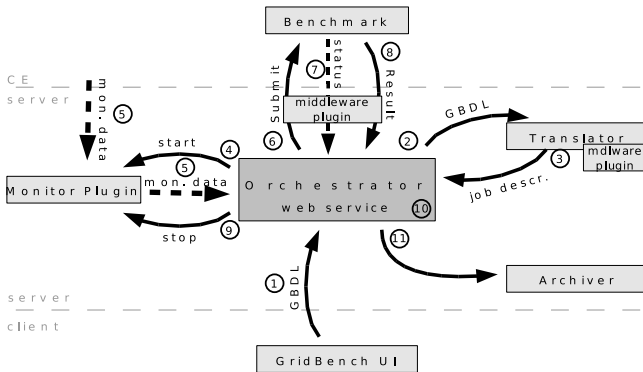 Benchmark
CE
server
mon. data
5
Submit
status
7
8
Result
middleware
plugin
6
2
GBDL
Translator
mdlware
plugin
3
job descr.
start
4
5
mon. data
Monitor Plugin
Orchestrator
web service
10
stop
9
11
1
GBDL
Archiver
server
client
GridBench UI